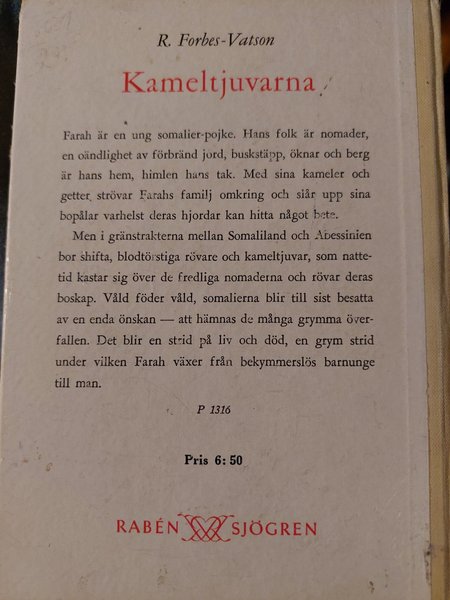 R. Forbes-Vatson
Kameltjuvarna
Farah är en ung somalier-pojke. Hans folk är nomader,
en oändlighet av förbränd jord, buskstäpp, öknar och berg
är hans hem, himlen hans tak. Med sina kameler och
getter strövar Farahs familj omkring och slår upp sina
bopålar varhelst deras hjordar kan hitta något bete.
Men i gränstrakterna mellan Somaliland och Abessinien
bor shifta, blodtörstiga rövare och kameltjuvar, som natte-
tid kastar sig över de fredliga nomaderna och rövar deras
boskap. Våld föder våld, somalierna blir till sist besatta
av en enda önskan — att hämnas de många grymma över-
fallen. Det blir en strid på liv och död, en grym strid
under vilken Farah växer från bekymmerslös barnunge
till man.
P 1316
Pris 6:50
RABÉN SJÖGREN